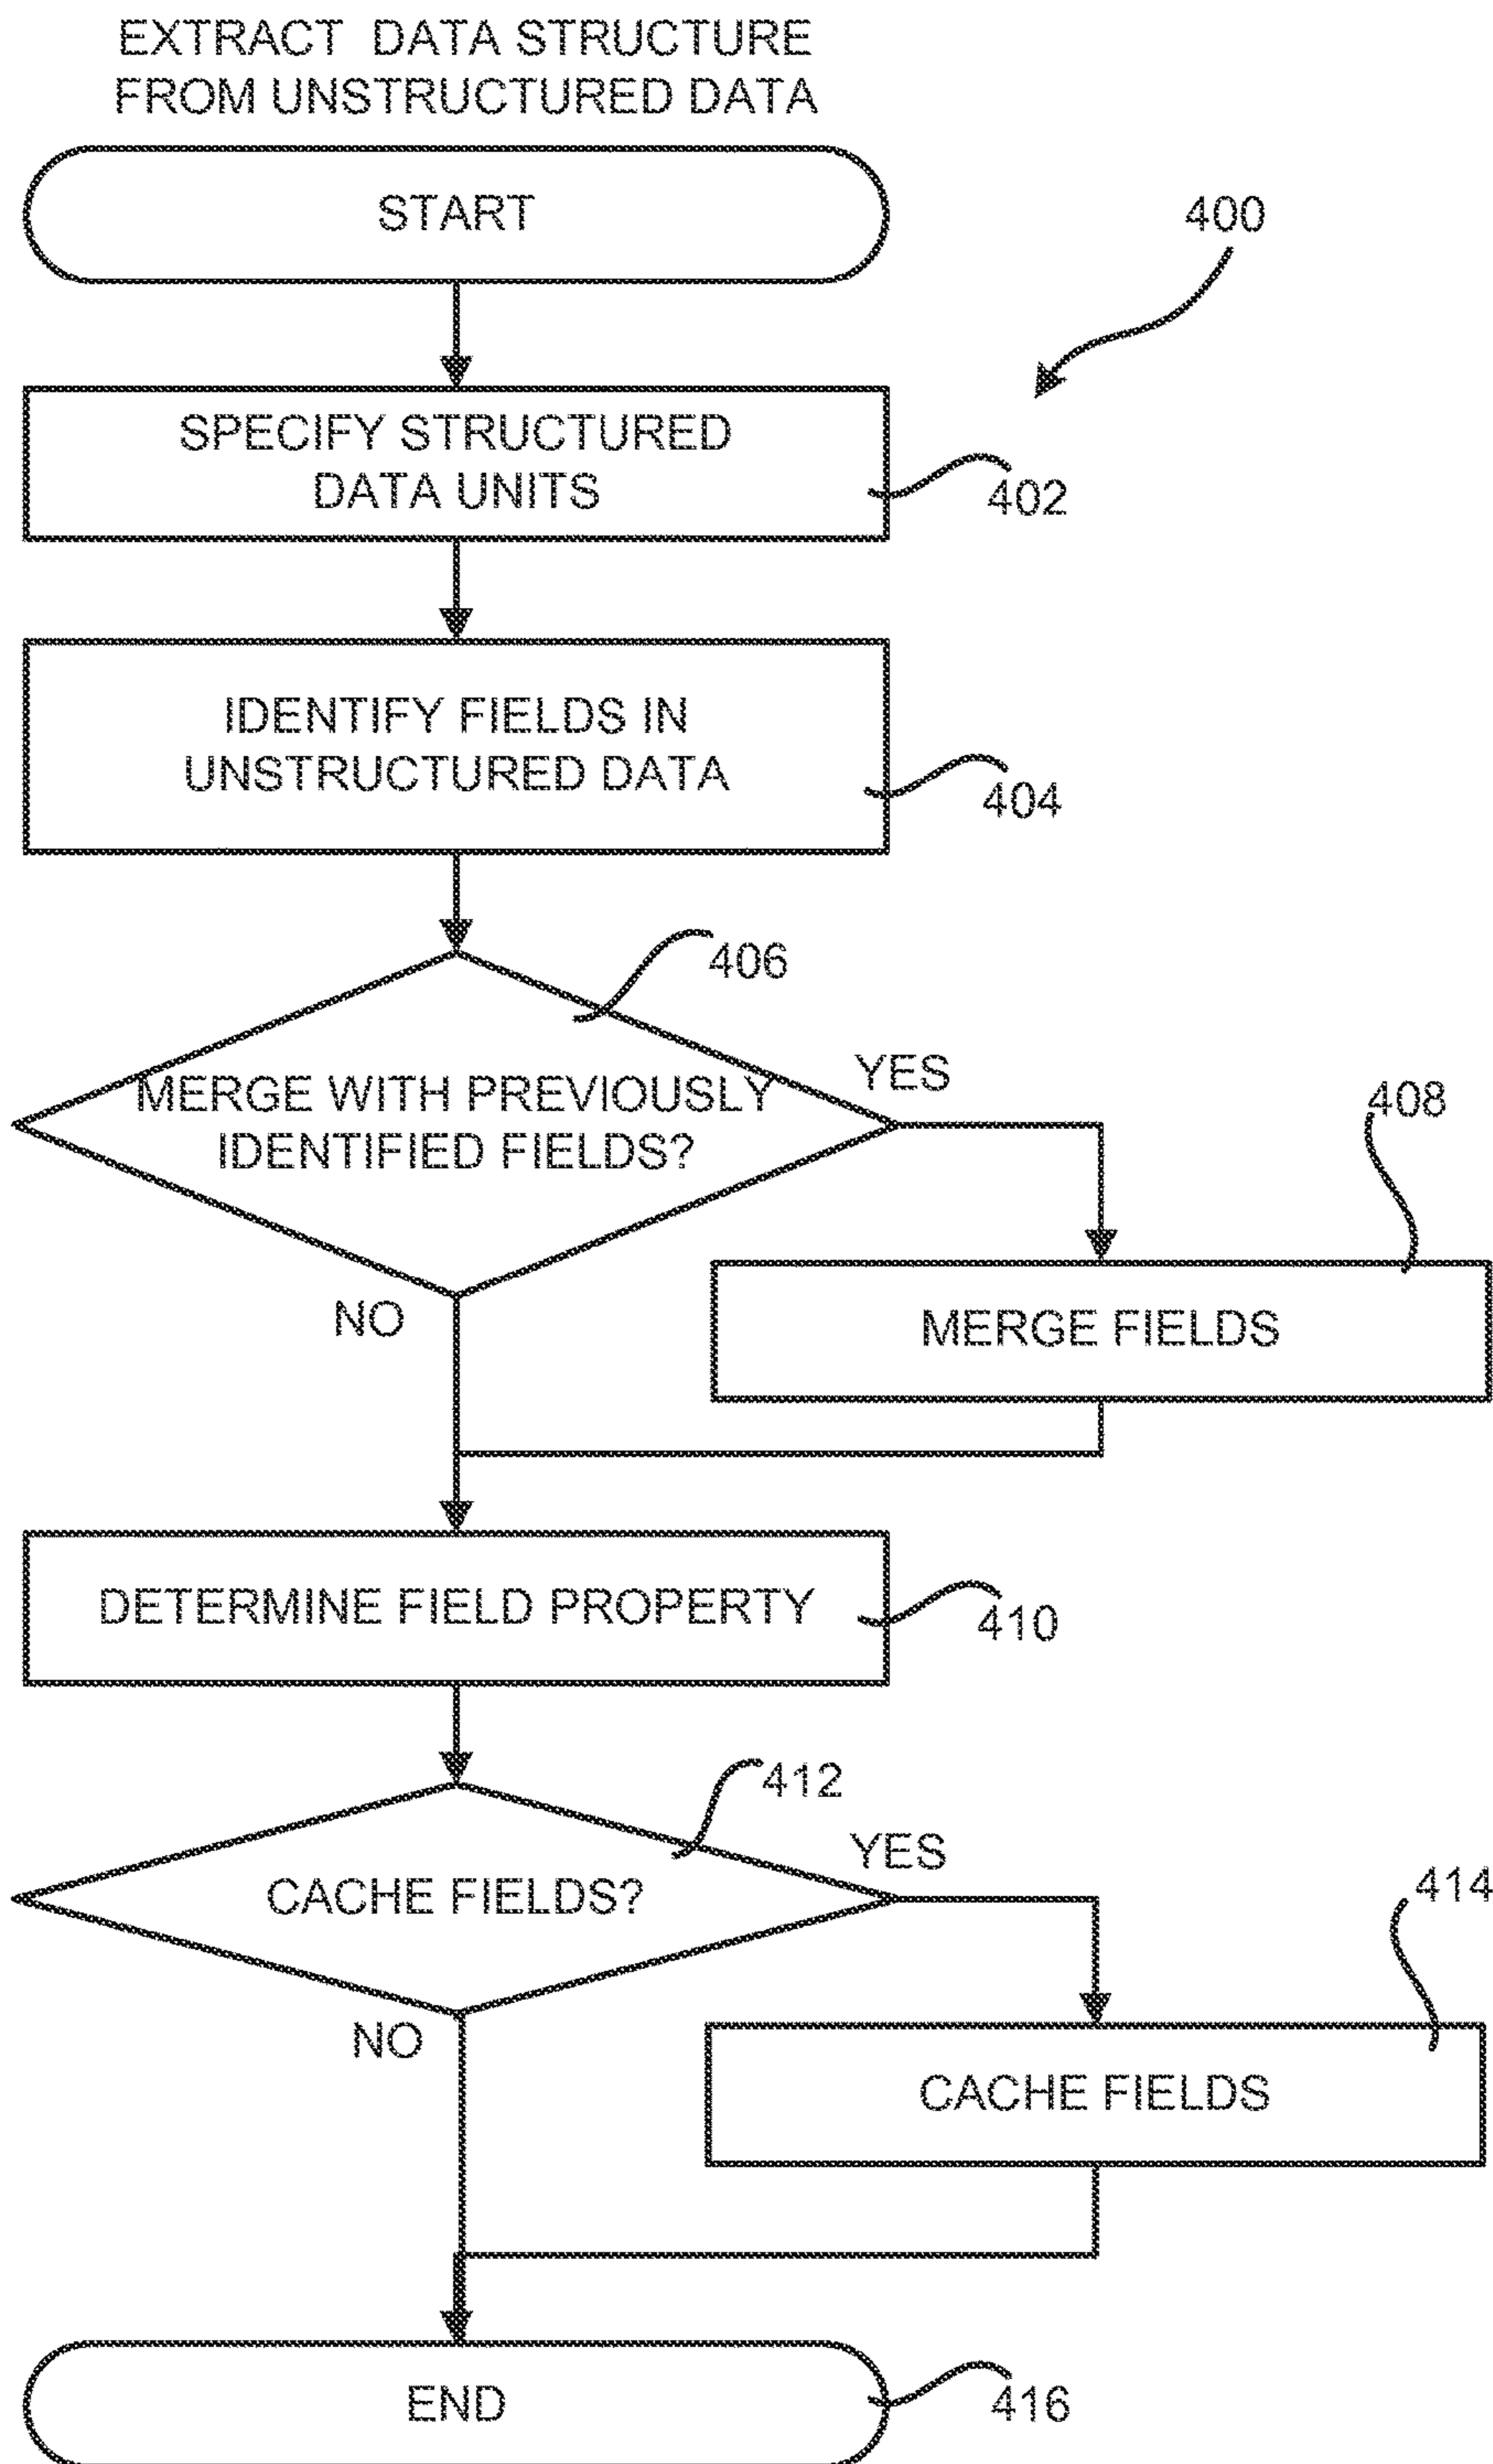 EXTRACT DATA STRUCTURE
FROM UNSTRUCTURED DATA
START
400
SPECIFY STRUCTURED
DATA UNITS
402
IDENTIFY FIELDS IN
UNSTRUCTURED DATA
404
406
MERGE WITH PREVIOUSLY
IDENTIFIED FIELDS?
YES
408
NO
MERGE FIELDS
DETERMINE FIELD PROPERTY
410
412
YES
CACHE FIELDS?
414
NO
CACHE FIELDS
END
416